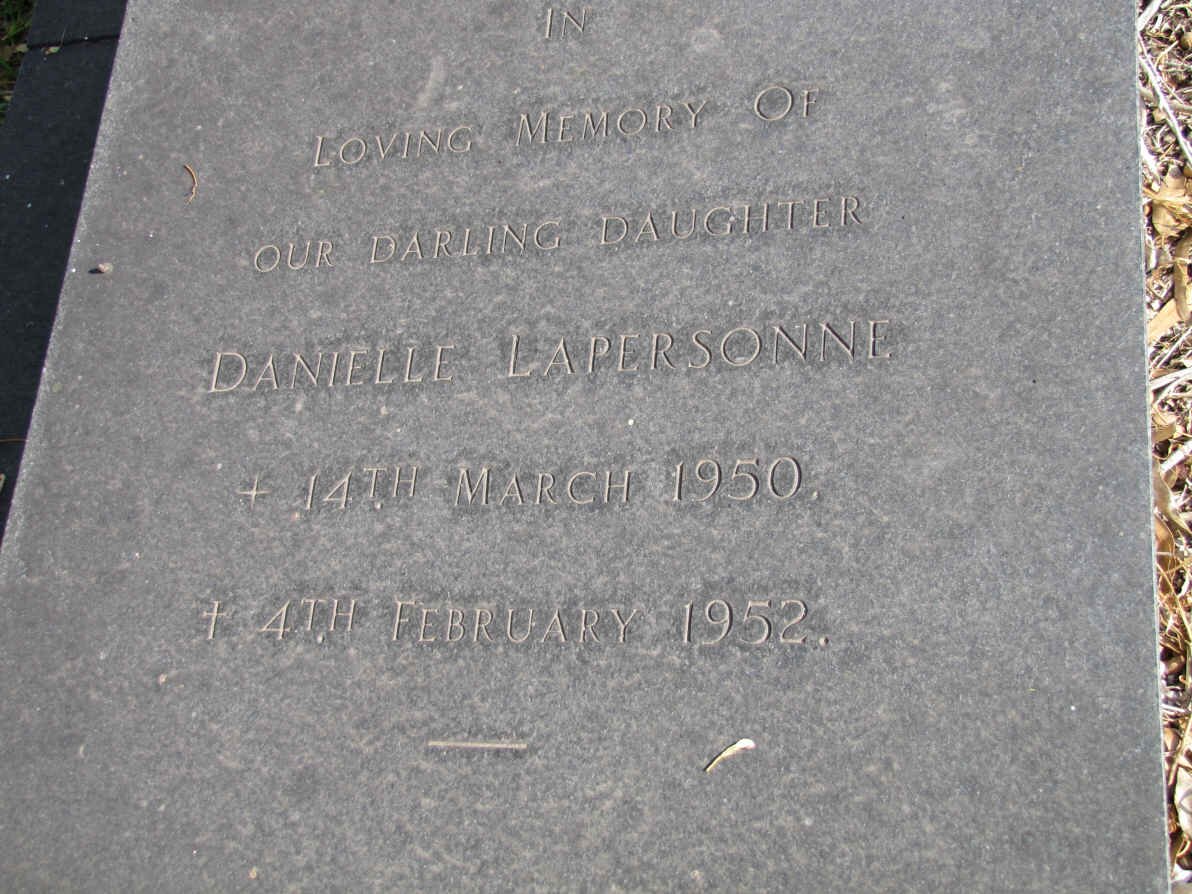 IN
LOVING MEMORY OF
OUR DARLING DAUGHTER
DANIELLE LAPERSONNE
+ 14TH MARCH 1950.
† 4TH FEBRUARY 1952.